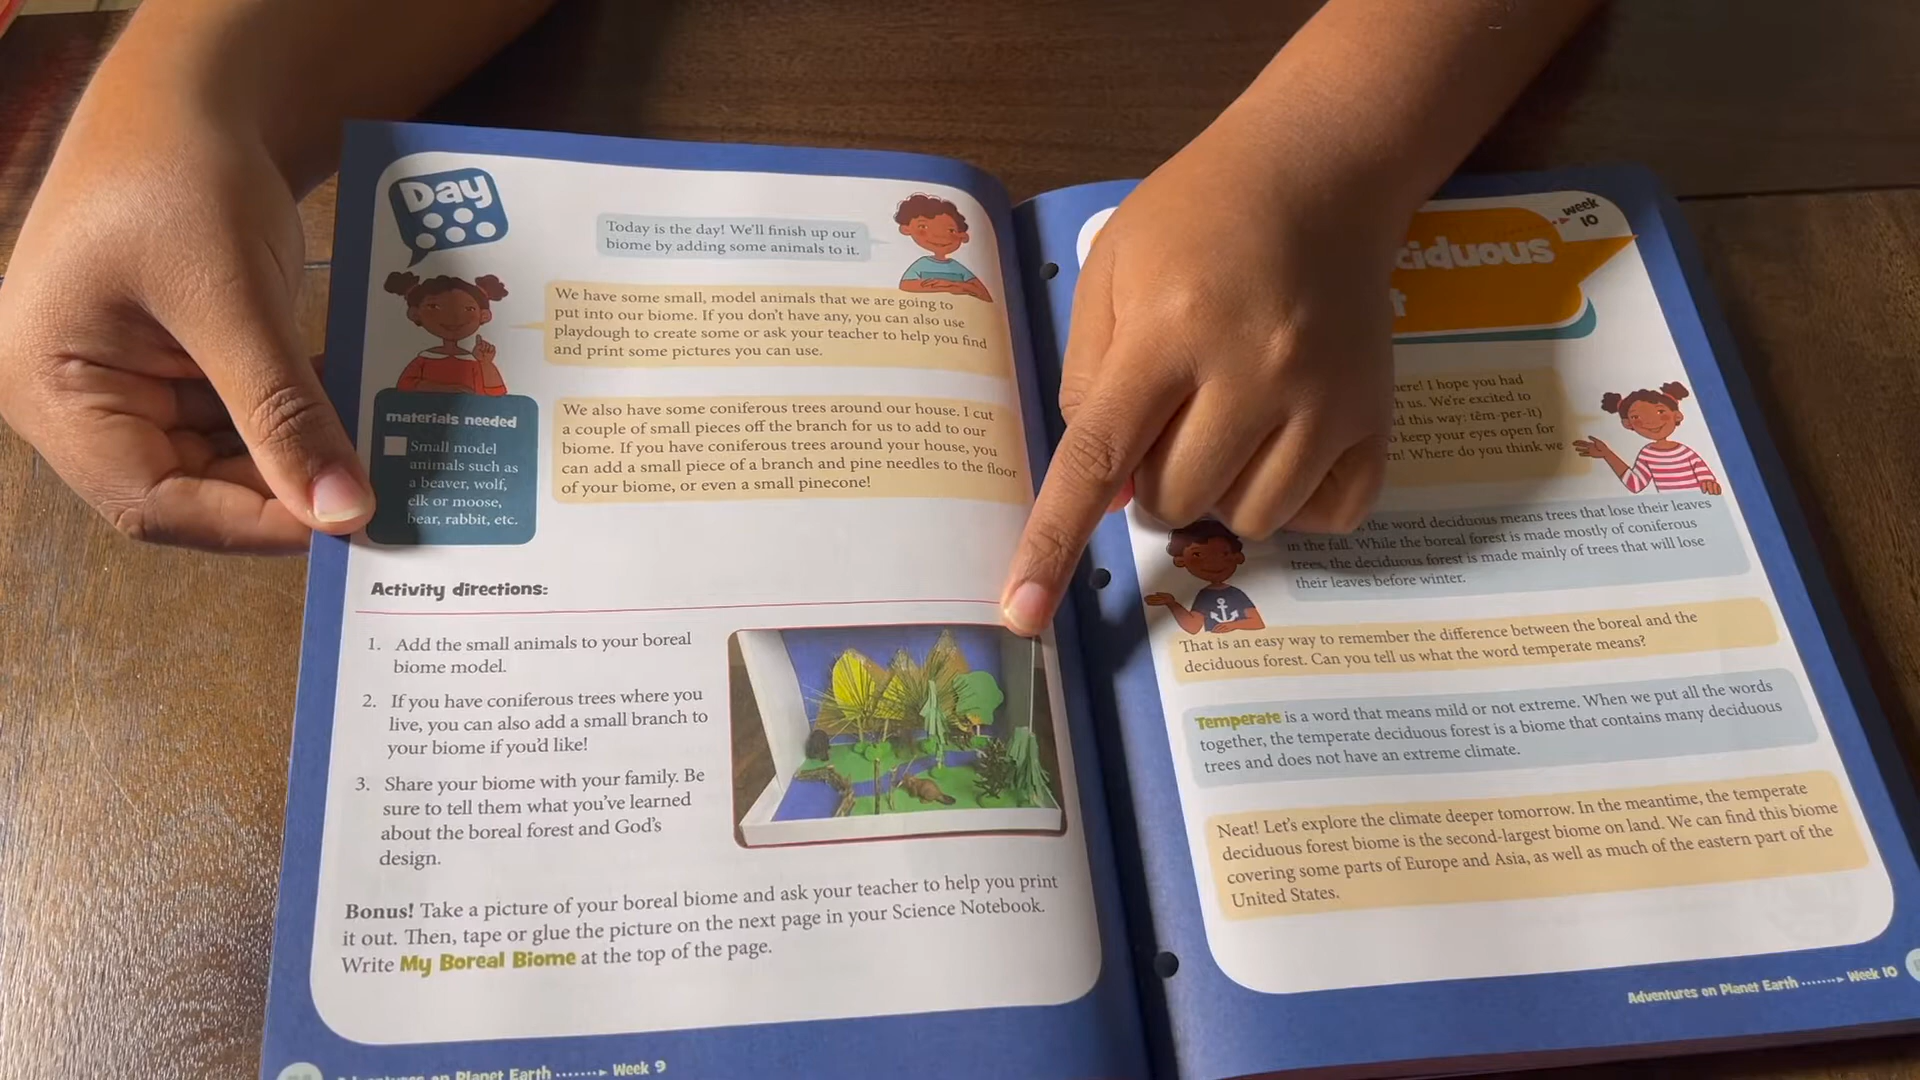 Day
Today is the day! We'll finish up our
biome by adding some animals to it.
We have some small, model animals that we are going to
put into our biome. If you don't have any, you can also use
playdough to create some or ask your teacher to help you find
and print some pictures you can use.
materials needed
Small model
animals such as
a beaver, wolf,
elk or moose,
bear, rabbit, etc.
We also have some coniferous trees around our house. I cut
a couple of small pieces off the branch for us to add to our
biome. If you have coniferous trees around your house, you
can add a small piece of a branch and pine needles to the floor
of your biome, or even a small pinecone!
Activity directions:
1. Add the small animals to your boreal
biome model.
2. If you have coniferous trees where you
live, you can also add a small branch to
your biome if you'd like!
3. Share your biome with your family. Be
sure to tell them what you've learned
about the boreal forest and God's
design.
Bonus! Take a picture of your boreal biome and ask your teacher to help you print
it out. Then, tape or glue the picture on the next page in your Science Notebook.
Write My Boreal Biome at the top of the page.
on Planet Earth ....... Week 9
week
10
ciduous
here! I hope you had
us. We're excited to
this way: tĕm·per·it)
keep your eyes open for
Where do you think we
the word deciduous means trees that lose their leaves
in the fall. While the boreal forest is made mostly of coniferous
trees, the deciduous forest is made mainly of trees that will lose
their leaves before winter.
That is an easy way to remember the difference between the boreal and the
deciduous forest. Can you tell us what the word temperate means?
Temperate is a word that means mild or not extreme. When we put all the words
together, the temperate deciduous forest is a biome that contains many deciduous
trees and does not have an extreme climate.
Neat! Let's explore the climate deeper tomorrow. In the meantime, the temperate
deciduous forest biome is the second-largest biome on land. We can find this biome
covering some parts of Europe and Asia, as well as much of the eastern part of the
United States.
Adventures on Planet Earth ....... Week 10